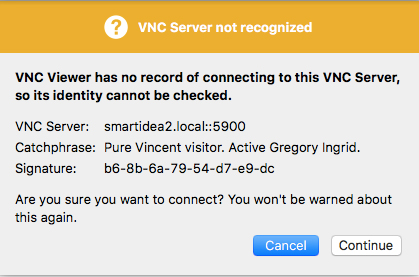 VNC Server not recognized
VNC Viewer has no record of connecting to this VNC Server,
so its identity cannot be checked.
VNC Server: smartidea2.local::5900
Catchphrase: Pure Vincent visitor. Active Gregory Ingrid.
Signature: b6-8b-6a-79-54-d7-e9-dc
Are you sure you want to connect? You won't be warned about
this again.
Cancel Continue